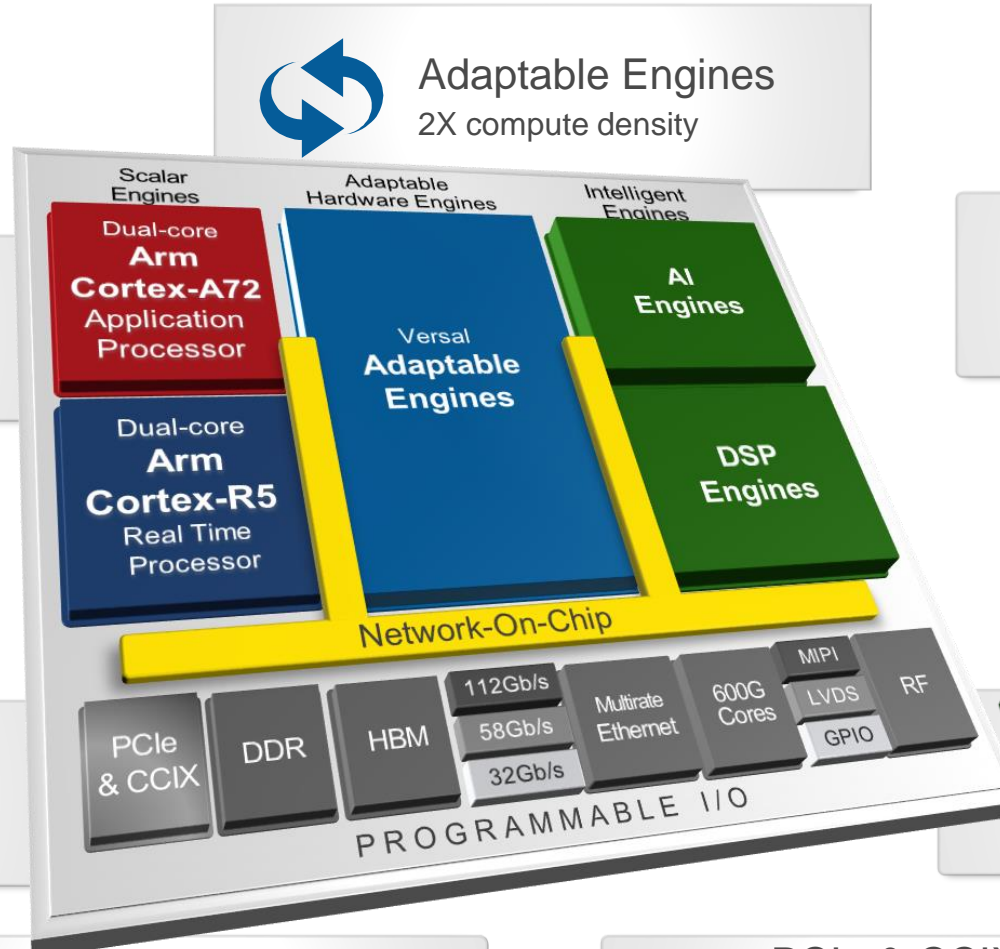 Adaptable Engines
2X compute density
Scalar
Engines
Adaptable
Hardware Engines
Intelligent
Engines
Dual-core
Arm
Cortex-A72
Application
Processor
Versal
Adaptable
Engines
AI
Engines
Dual-core
Arm
Cortex-R5
Real Time
Processor
DSP
Engines
Network-On-Chip
PCIe
& CCIX
DDR
HBM
112Gb/s
58Gb/s
32Gb/s
Multirate
Ethernet
600G
Cores
MIPI
LVDS
GPIO
RF
PROGRAMMABLE I/O